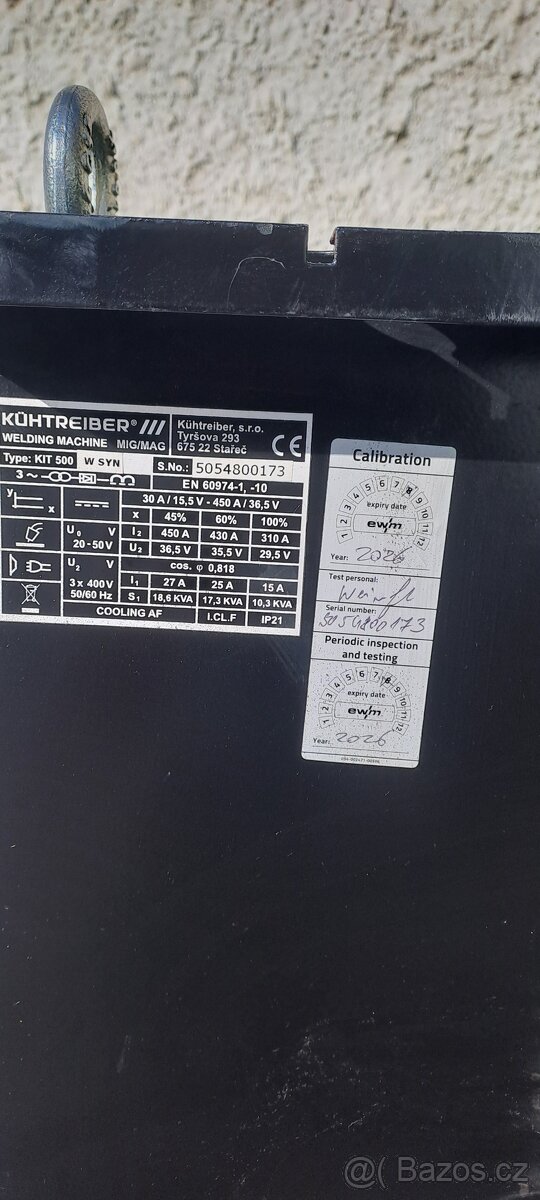 KÜHTREIBER® ///
WELDING MACHINE MIG/MAG
Kühtreiber, s.r.o.
Tyršova 293
675 22 Stařeč
CE
Type: KIT 500 W SYN
S.No.: 5054800173
3 ~
EN 60974-1, -10
30 A / 15,5 V - 450 A / 36,5 V
y x
X 45% 60% 100%
U0 V
20-50 V
I2 450 A 430 A 310 A
U2 36,5 V 35,5 V 29,5 V
U2 V
3 x 400V
50/60 Hz
cos. φ 0,818
I1 27 A 25 A 15 A
S1 18,6 KVA 17,3 KVA 10,3 KVA
COOLING AF I.CL.F IP21
Calibration
1 2 3 4 5 6 7 8 9 10 11 12
expiry date
ewm
Year: 2026
Test personal:
Serial number:
5054800173
Periodic inspection
and testing
1 2 3 4 5 6 7 8 9 10 11 12
expiry date
ewm
Year: 2026
@ Bazos.cz